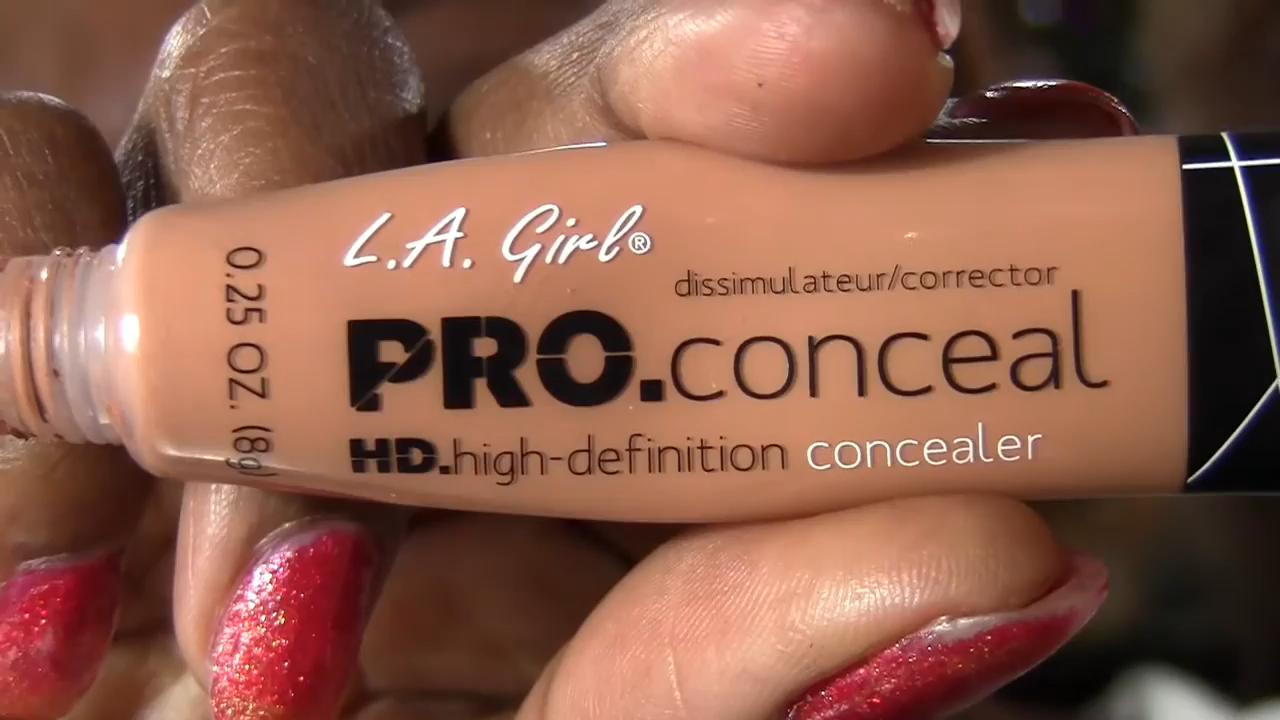 L.A. Girl®
dissimulateur/corrector
PRO.conceal
HD.high-definition concealer
0.25 OZ. (8g)